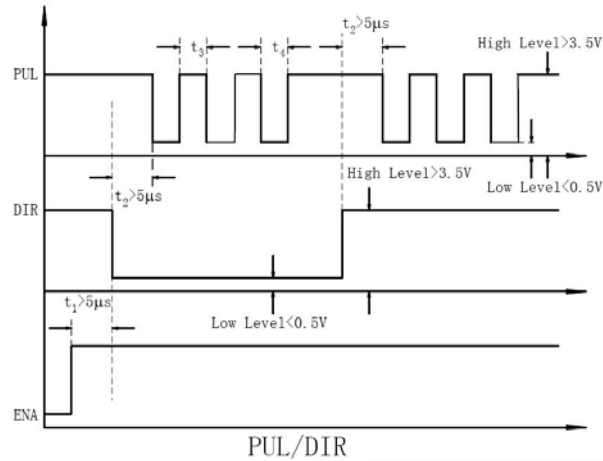 t2>5μs
t3
t4
High Level>3.5V
PUL
t2>5μs
High Level>3.5V
Low Level<0.5V
DIR
t1>5μs
Low Level<0.5V
ENA
PUL/DIR